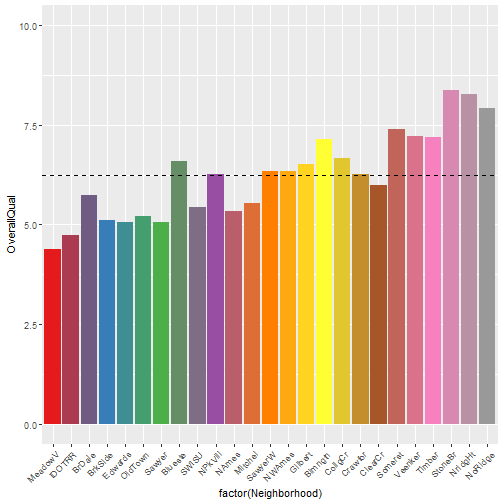 OverallQual
10.0
7.5
5.0
2.5
0.0
MeadowV
IDOTRR
BrDale
BrkSide
Edwards
OldTown
Sawyer
Blueste
SWISU
NPkVill
NAmes
Mitchel
SawyerW
NWAmes
Gilbert
Blmngtn
CollgCr
Crawfor
ClearCr
Somerst
Veenker
Timber
StoneBr
NridgHt
NoRidge
factor(Neighborhood)